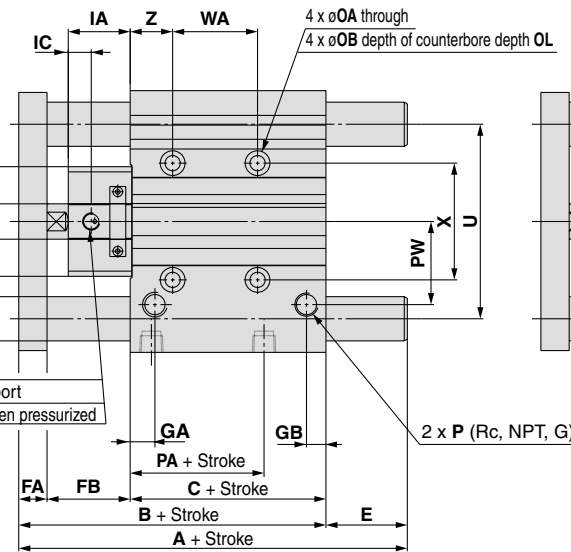 4 x øOA through
4 x øOB depth of counterbore depth OL
IA
Z
WA
IC
X
U
PW
port
en pressurized
GA
GB
2 x P (Rc, NPT, G)
PA + Stroke
FA
FB
C + Stroke
B + Stroke
E
A + Stroke